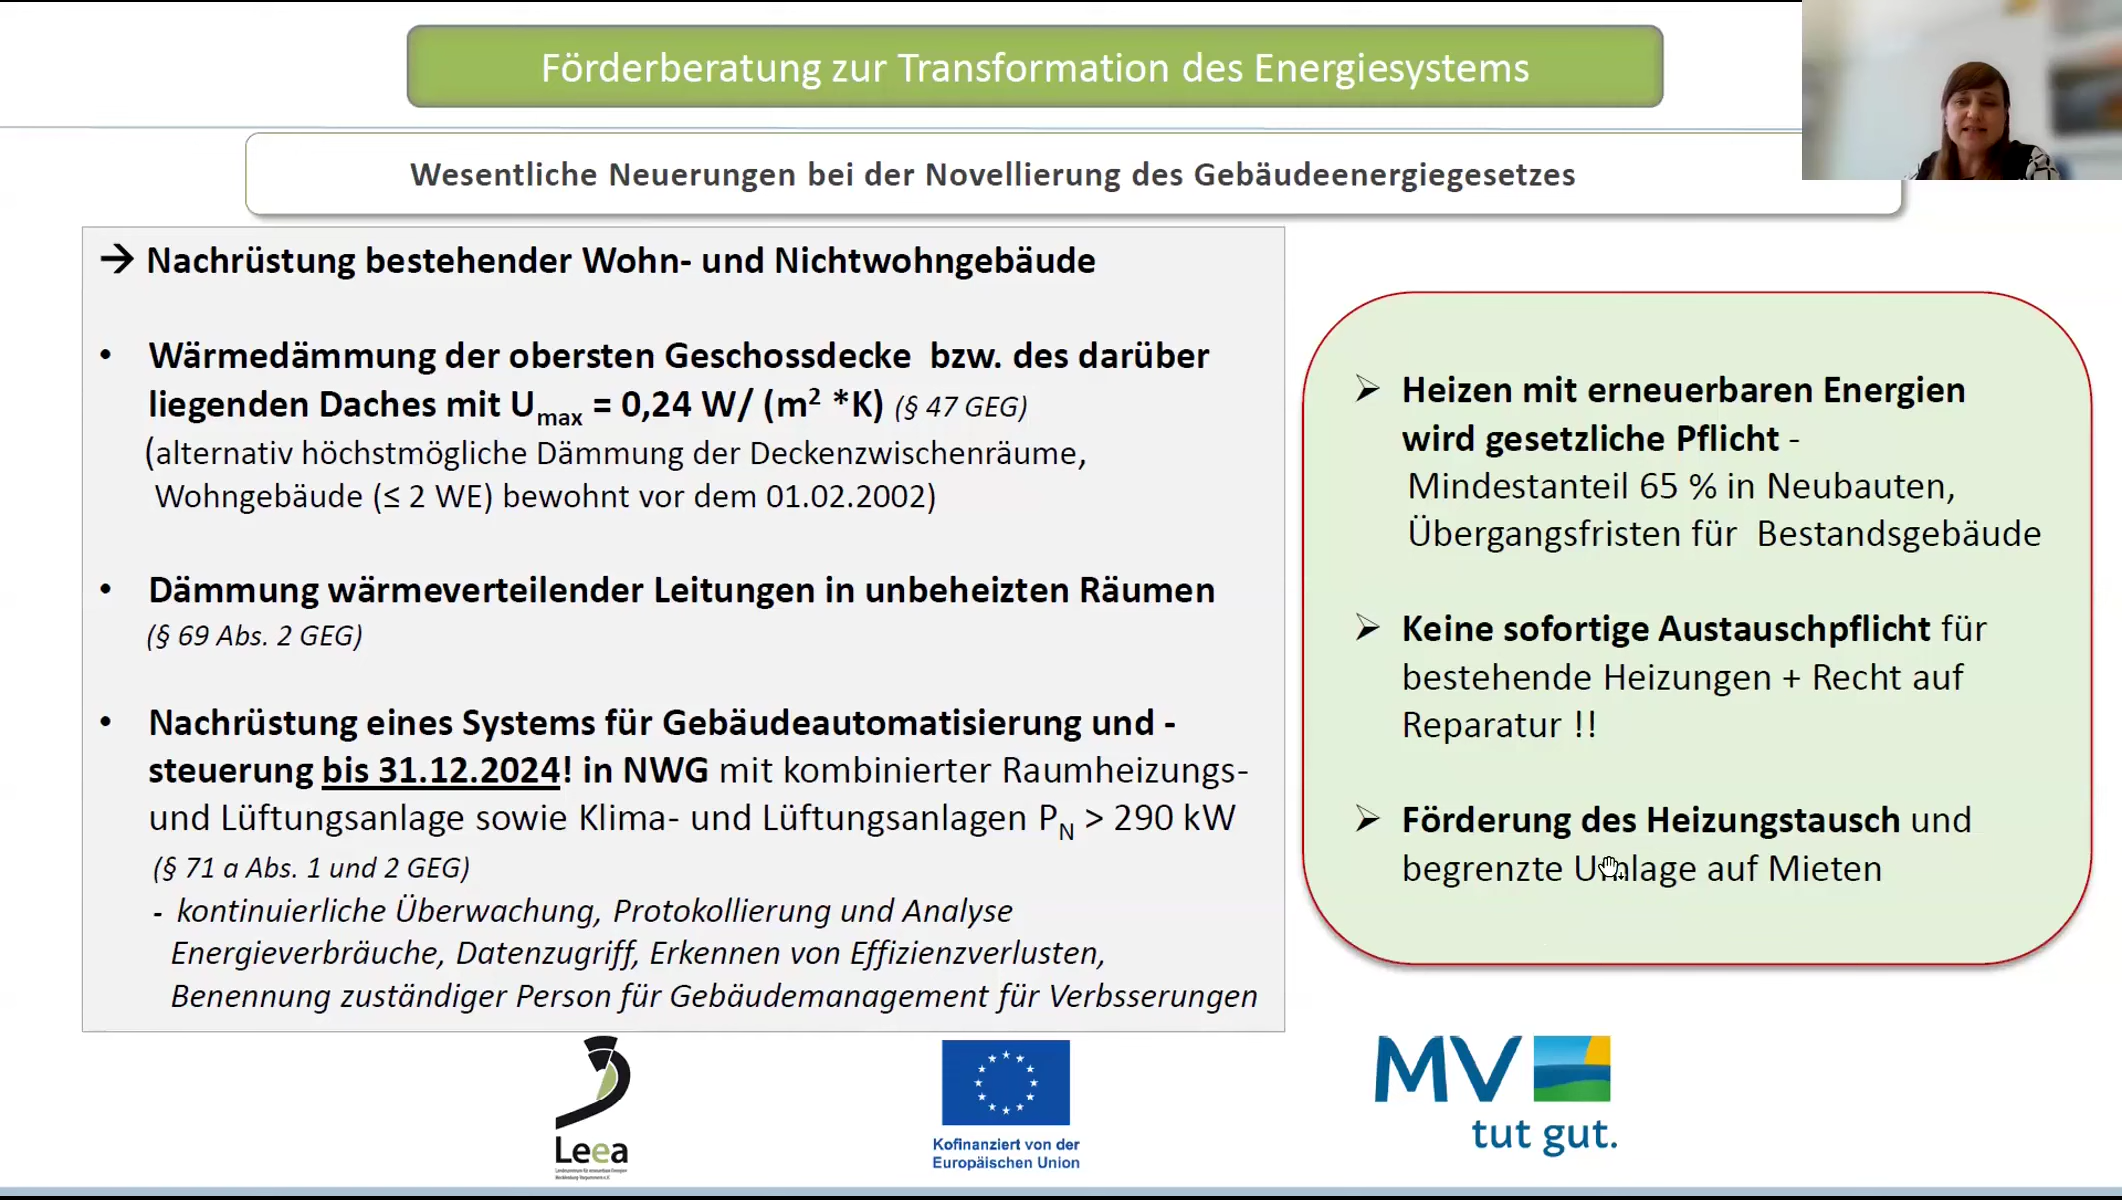 Förderberatung zur Transformation des Energiesystems
Wesentliche Neuerungen bei der Novellierung des Gebäudeenergiegesetzes
→ Nachrüstung bestehender Wohn- und Nichtwohngebäude
• Wärmedämmung der obersten Geschossdecke bzw. des darüber
liegenden Daches mit Umax = 0,24 W/ (m² *K) (§ 47 GEG)
(alternativ höchstmögliche Dämmung der Deckenzwischenräume,
Wohngebäude (≤ 2 WE) bewohnt vor dem 01.02.2002)
• Dämmung wärmeverteilender Leitungen in unbeheizten Räumen
(§ 69 Abs. 2 GEG)
• Nachrüstung eines Systems für Gebäudeautomatisierung und -
steuerung bis 31.12.2024! in NWG mit kombinierter Raumheizungs-
und Lüftungsanlage sowie Klima- und Lüftungsanlagen PN > 290 kW
(§ 71 a Abs. 1 und 2 GEG)
- kontinuierliche Überwachung, Protokollierung und Analyse
Energieverbräuche, Datenzugriff, Erkennen von Effizienzverlusten,
Benennung zuständiger Person für Gebäudemanagement für Verbsserungen
➢ Heizen mit erneuerbaren Energien
wird gesetzliche Pflicht -
Mindestanteil 65 % in Neubauten,
Übergangsfristen für Bestandsgebäude
➢ Keine sofortige Austauschpflicht für
bestehende Heizungen + Recht auf
Reparatur !!
➢ Förderung des Heizungstausch und
begrenzte Umlage auf Mieten
Leea
Kofinanziert von der
Europäischen Union
MV
tut gut.